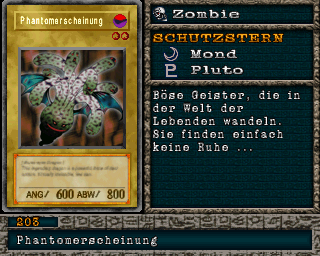 Phantomerscheinung
Zombie
SCHUTZSTERN
Mond
Pluto
Böse Geister, die in
der Welt der
Lebenden wandeln.
Sie finden einfach
keine Ruhe ...
ANG/ 600 ABW/ 800
203
Phantomerscheinung